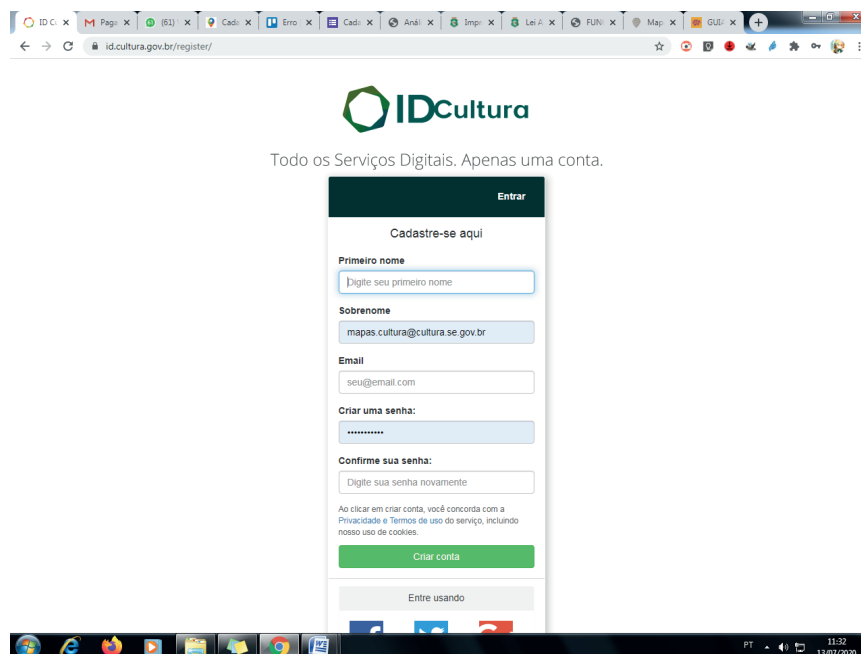 ID C
M Paga
(61)
Cada
Erro
Cada
Análi
Impr
Lei A
FUN
Map
GUIA
id.cultura.gov.br/register/
IDCultura
Todo os Serviços Digitais. Apenas uma conta.
Entrar
Cadastre-se aqui
Primeiro nome
Digite seu primeiro nome
Sobrenome
mapas.cultura@cultura.se.gov.br
Email
seu@email.com
Criar uma senha:
Confirme sua senha:
Digite sua senha novamente
Ao clicar em criar conta, você concorda com a
Privacidade e Termos de uso do serviço, incluindo
nosso uso de cookies.
Criar conta
Entre usando
PT
11:32
13/07/2020